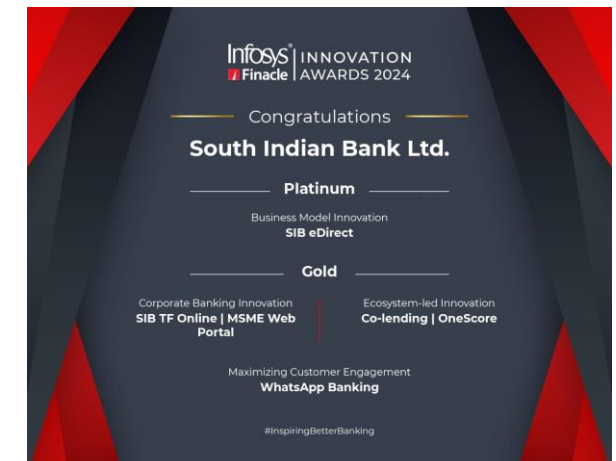 Infosys® | INNOVATION
Finacle | AWARDS 2024
Congratulations
South Indian Bank Ltd.
Platinum
Business Model Innovation
SIB eDirect
Gold
Corporate Banking Innovation
SIB TF Online | MSME Web
Portal
Ecosystem-led Innovation
Co-lending | OneScore
Maximizing Customer Engagement
WhatsApp Banking
#InspiringBetterBanking